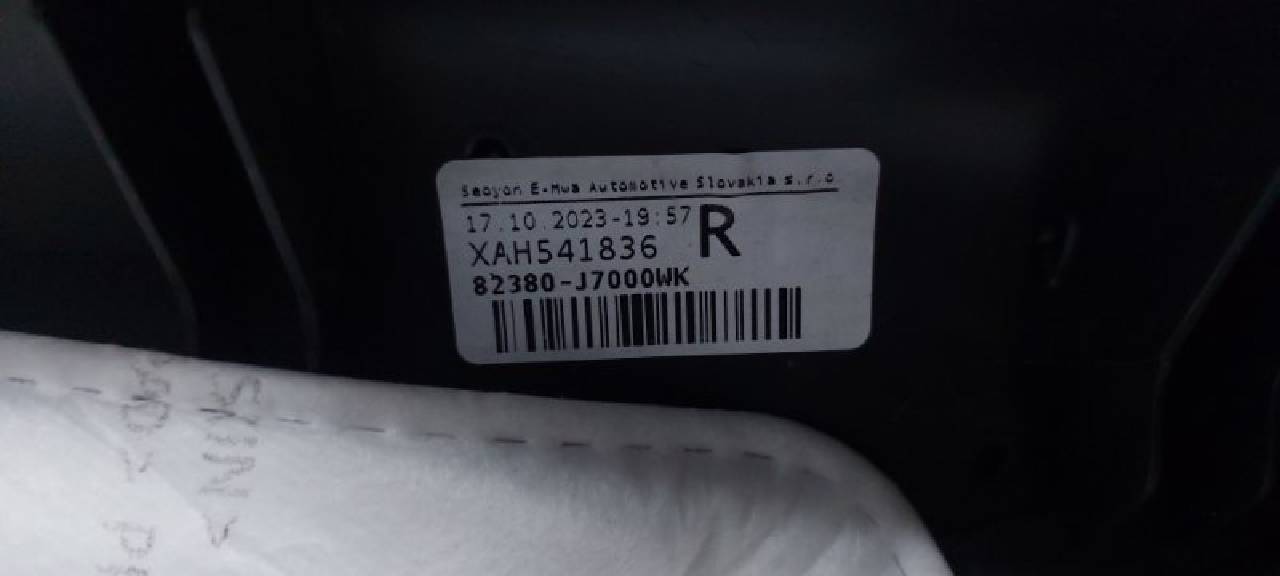 Seoyon E-Hwa Automotive Slovakia s.r.o
17.10.2023-19:57 R
XAH541836
82380-J7000WK